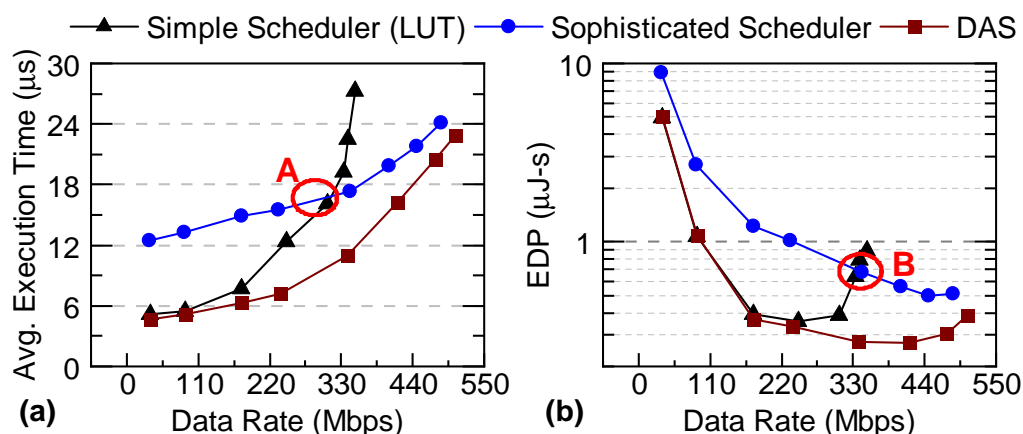 Simple Scheduler (LUT) Sophisticated Scheduler DAS
Avg. Execution Time (µs)
30
24
18
12
6
0
A
0 110 220 330 440 550
(a) Data Rate (Mbps)
EDP (µJ-s)
10
1
B
0 110 220 330 440 550
(b) Data Rate (Mbps)